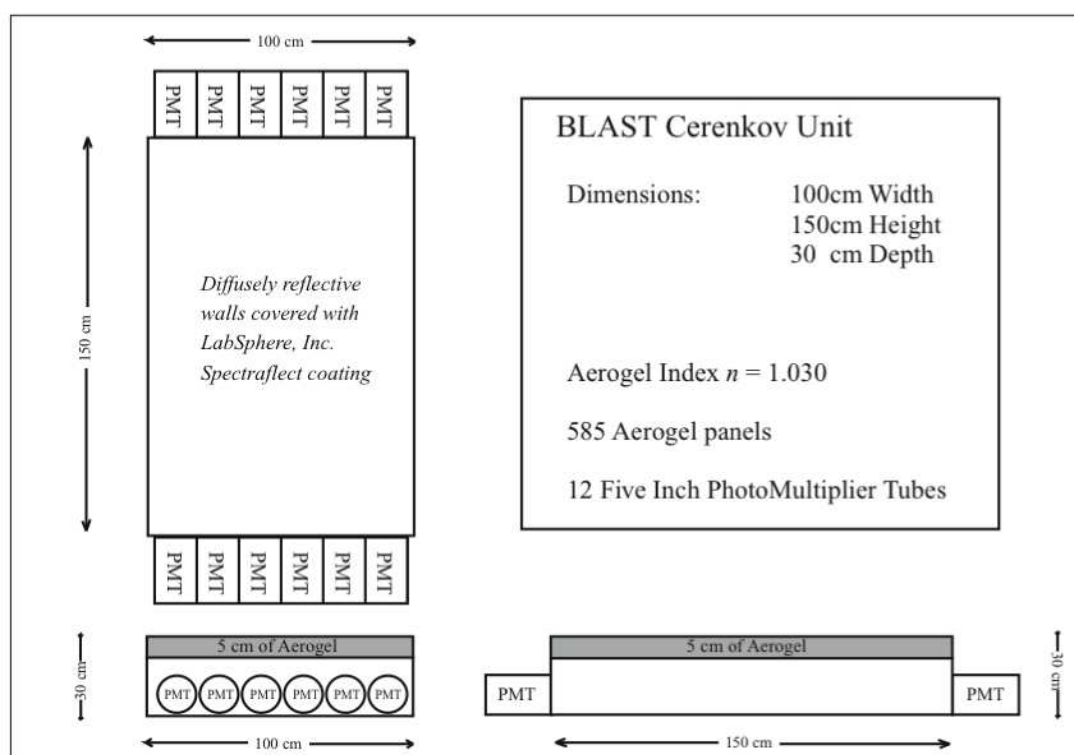 100 cm
PMT PMT PMT PMT PMT PMT
150 cm
Diffusely reflective
walls covered with
LabSphere, Inc.
Spectraflect coating
PMT PMT PMT PMT PMT PMT
BLAST Cerenkov Unit
Dimensions: 100cm Width
150cm Height
30 cm Depth
Aerogel Index n = 1.030
585 Aerogel panels
12 Five Inch PhotoMultiplier Tubes
30 cm
5 cm of Aerogel
PMT PMT PMT PMT PMT PMT
100 cm
5 cm of Aerogel
PMT PMT
30 cm
150 cm